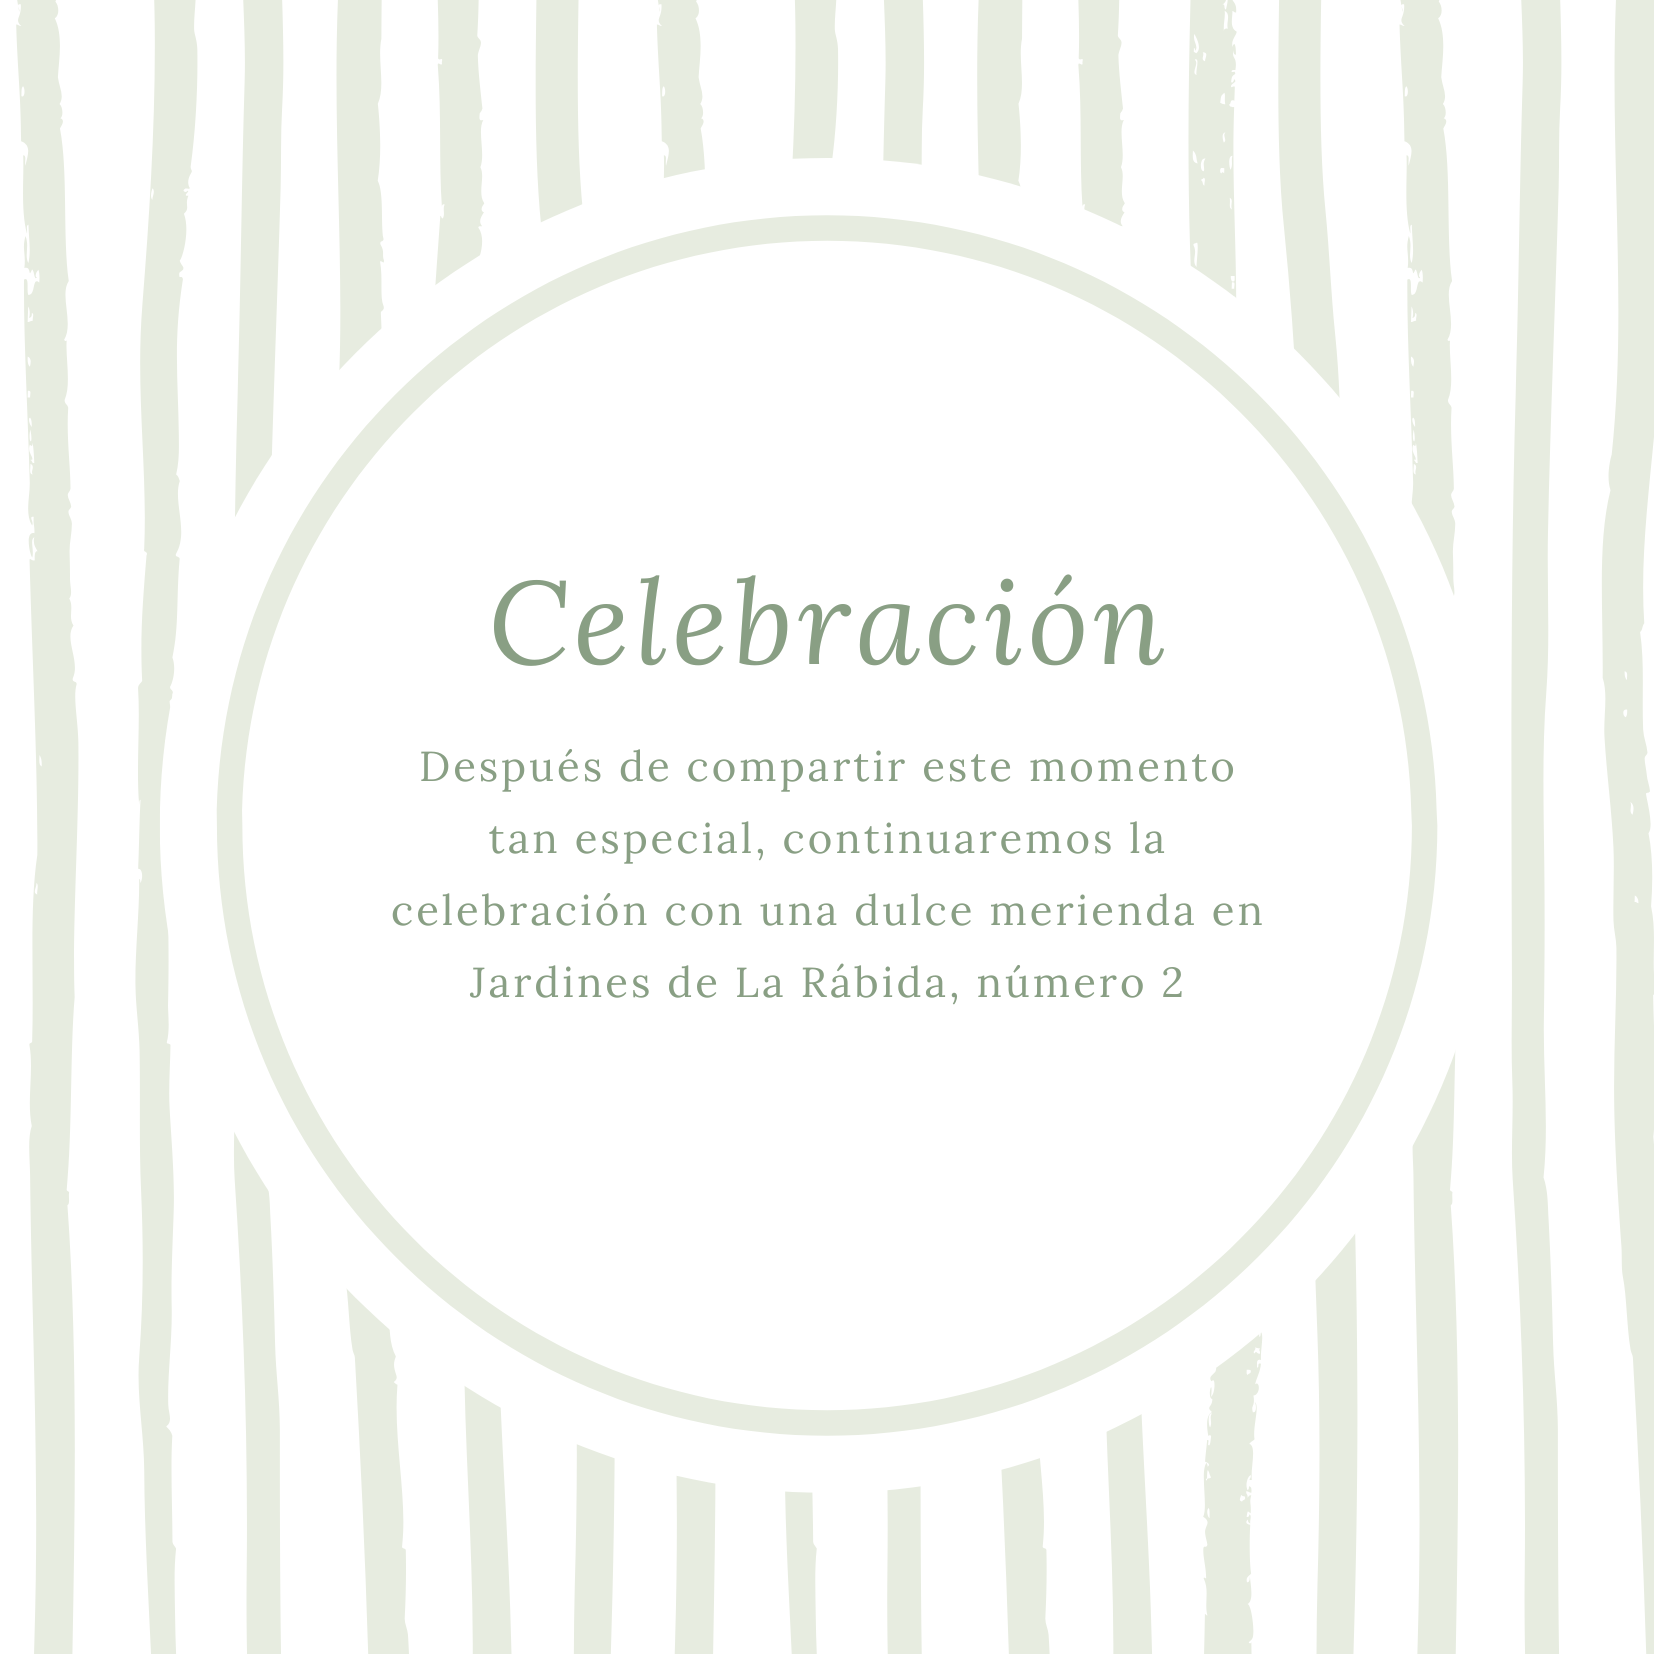 Celebración
Después de compartir este momento
tan especial, continuaremos la
celebración con una dulce merienda en
Jardines de La Rábida, número 2